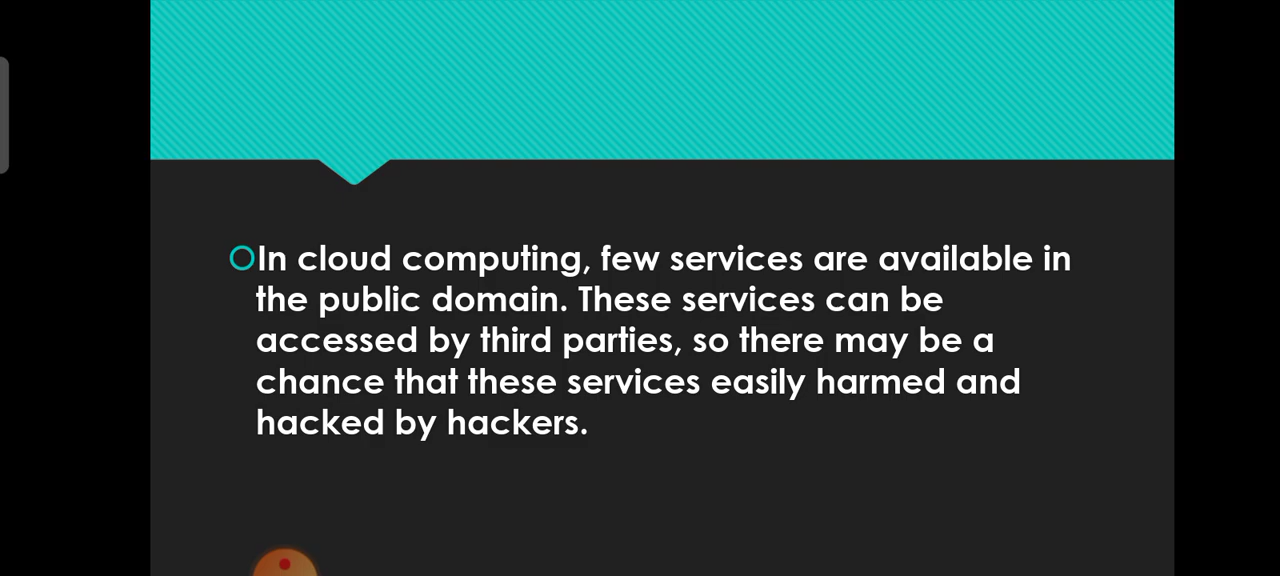 In cloud computing, few services are available in
the public domain. These services can be
accessed by third parties, so there may be a
chance that these services easily harmed and
hacked by hackers.